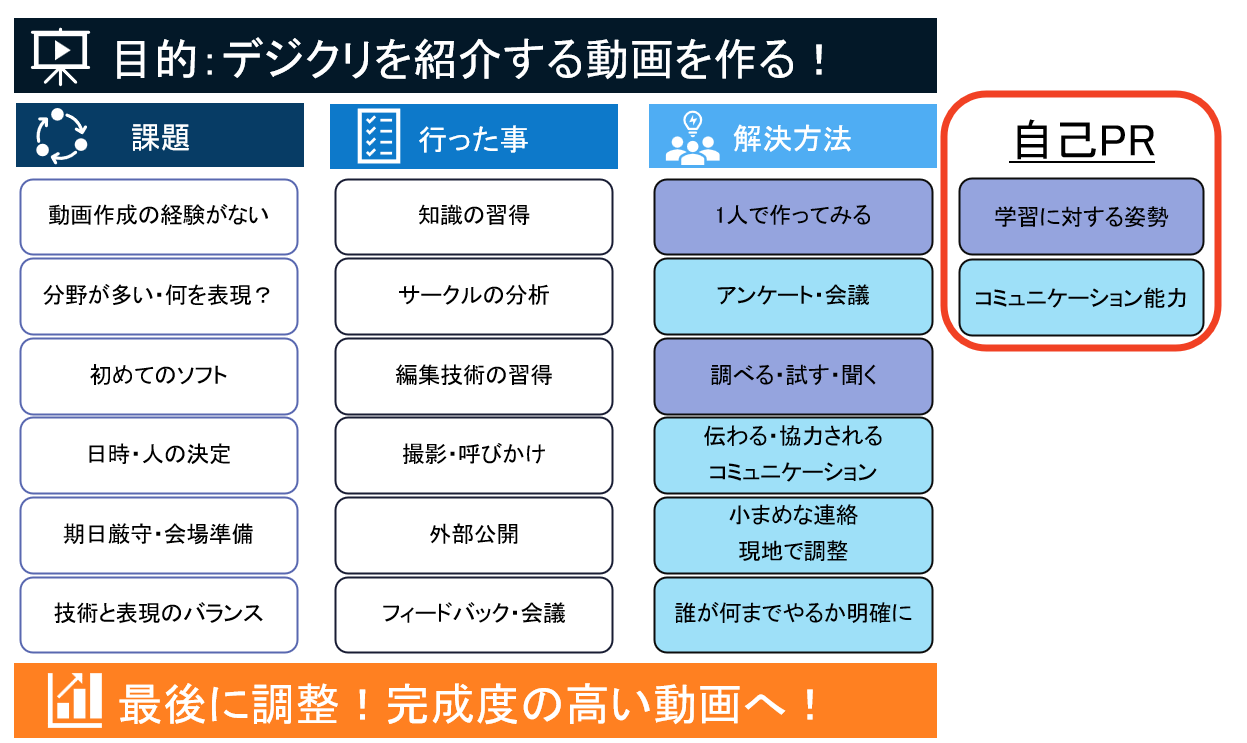 目的：デジクリを紹介する動画を作る！
課題
行った事
解決方法
自己PR
動画作成の経験がない
知識の習得
1人で作ってみる
学習に対する姿勢
分野が多い・何を表現？
サークルの分析
アンケート・会議
コミュニケーション能力
初めてのソフト
編集技術の習得
調べる・試す・聞く
日時・人の決定
撮影・呼びかけ
伝わる・協力される
コミュニケーション
期日厳守・会場準備
外部公開
小まめな連絡
現地で調整
技術と表現のバランス
フィードバック・会議
誰が何までやるか明確に
最後に調整！完成度の高い動画へ！